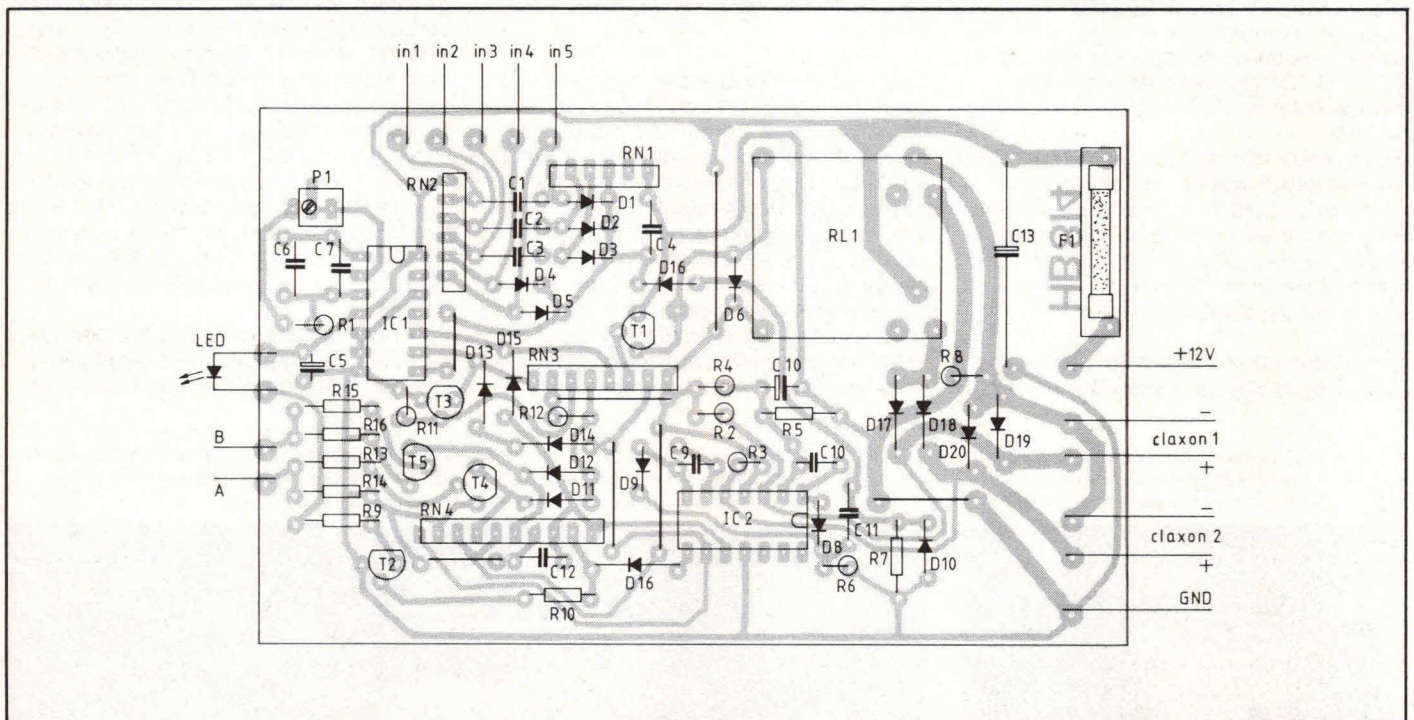 in1 in2 in3 in4 in5
RN1
P1
RN2
C1
D1
C2
D2
C3
D3
C4
C6
C7
D4
D16
D6
RL1
C13
HB314
F1
D5
R1
IC1
T1
LED
C5
D13
D15
RN3
R4
C10
R8
+12V
R15
T3
R12
R2
R5
D17
D18
D19
D20
−
R16
R11
D14
claxon 1
R13
T5
D12
C9
R3
C10
+
R14
T4
D11
D9
R9
RN4
IC2
D8
C11
−
claxon 2
T2
C12
D16
R6
R7
D10
+
R10
GND
B
A